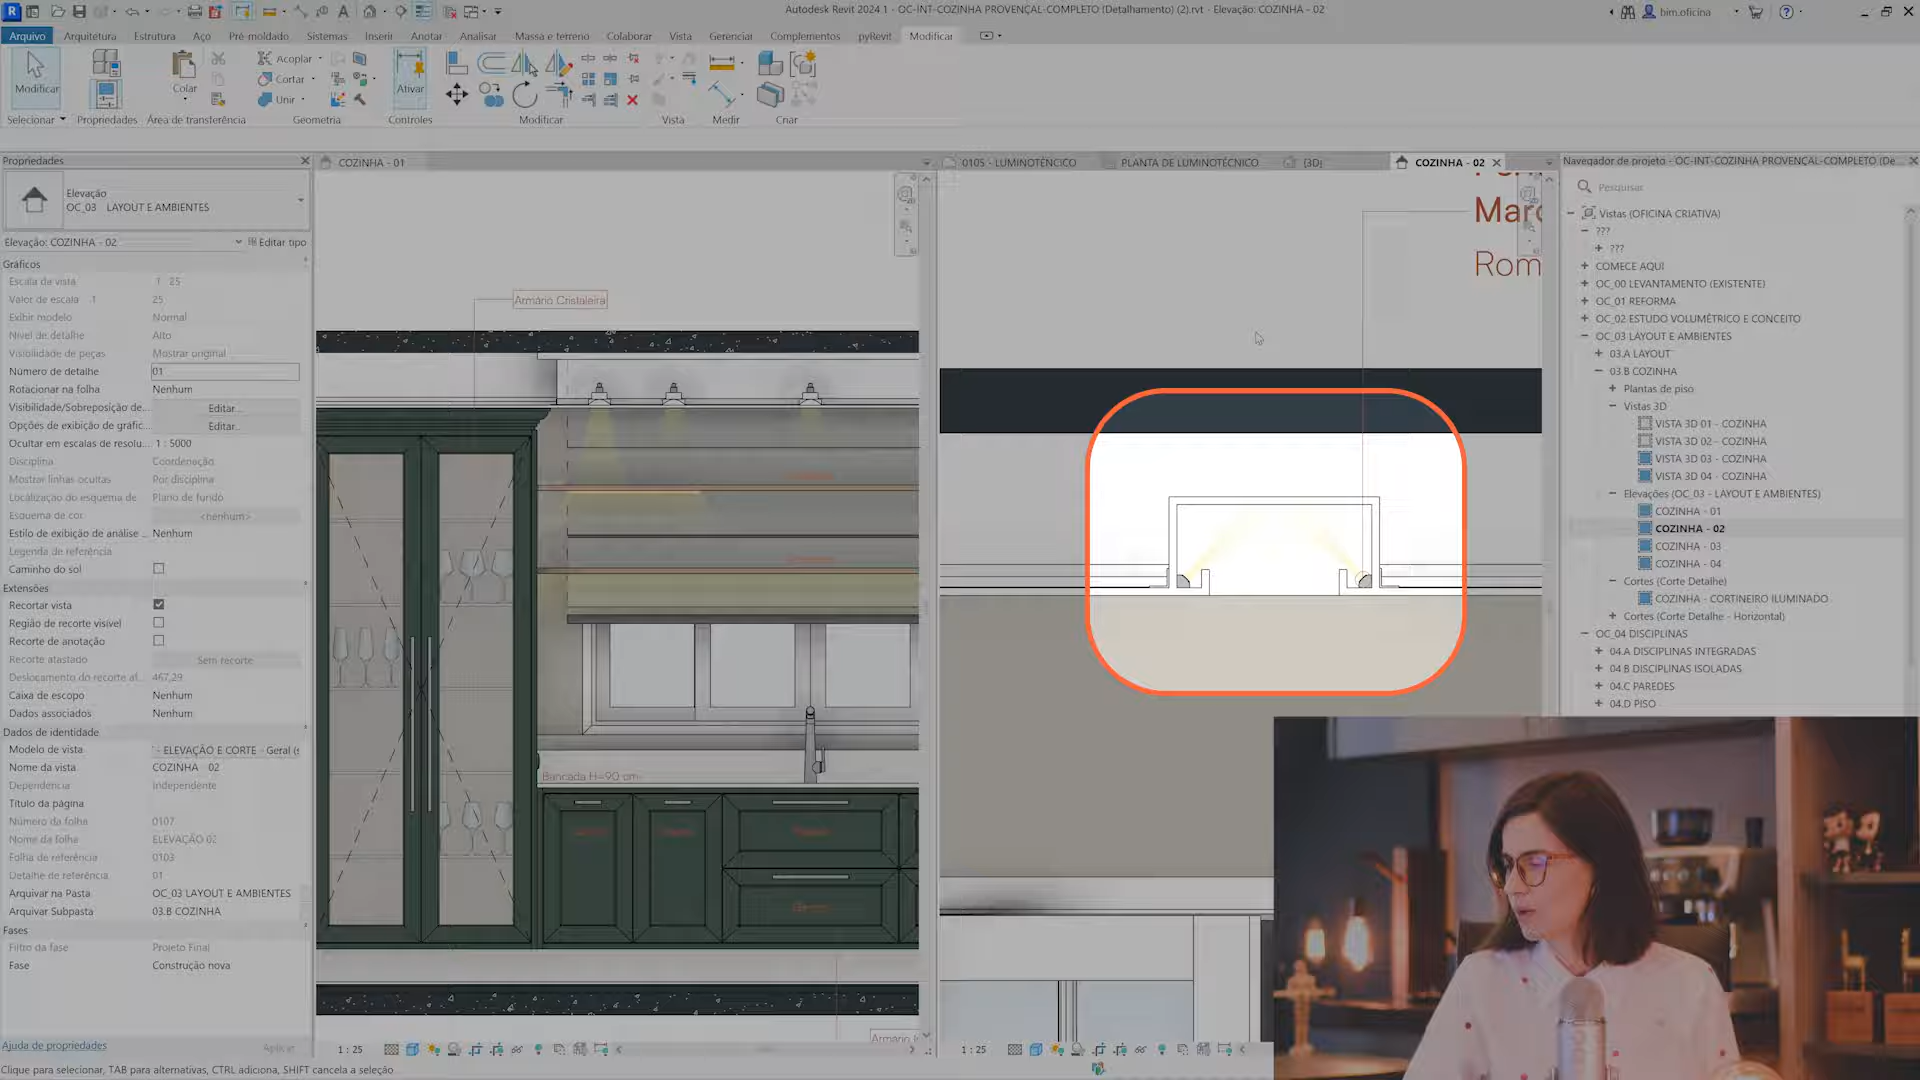 Autodesk Revit 2024.1 - OC-INT-COZINHA PROVENÇAL-COMPLETO (Detalhamento) (2).rvt - Elevação: COZINHA - 02
bim.oficina
Arquivo Arquitetura Estrutura Aço Pré-moldado Sistemas Inserir Anotar Analisar Massa e terreno Colaborar Vista Gerenciar Complementos pyRevit Modificar
Modificar
Colar
Acoplar
Cortar
Unir
Ativar
Selecionar Propriedades Área de transferência Geometria Controles Modificar Vista Medir Criar
Propriedades
Elevação
OC_03 LAYOUT E AMBIENTES
Elevação: COZINHA - 02 Editar tipo
Gráficos
Escala da vista 1 : 25
Valor de escala 1: 25
Exibir modelo Normal
Nível de detalhe Alto
Visibilidade de peças Mostrar original
Número de detalhe 01
Rotacionar na folha Nenhum
Visibilidade/Sobreposição de... Editar...
Opções de exibição de gráfic... Editar...
Ocultar em escalas de resolu... 1 : 5000
Disciplina Coordenação
Mostrar linhas ocultas Por disciplina
Localização do esquema de Plano de fundo
Esquema de cor <nenhum>
Estilo de exibição de análise ... Nenhum
Legenda de referência
Caminho do sol
Extensões
Recortar vista
Região de recorte visível
Recorte de anotação
Recorte afastado Sem recorte
Deslocamento do recorte af... 467,29
Caixa de escopo Nenhum
Dados associados Nenhum
Dados de identidade
Modelo de vista - ELEVAÇÃO E CORTE - Geral (s
Nome da vista COZINHA - 02
Dependência Independente
Título da página
Número da folha 0107
Nome da folha ELEVAÇÃO 02
Folha de referência 0103
Detalhe de referência 01
Arquivar na Pasta OC_03 LAYOUT E AMBIENTES
Arquivar Subpasta 03.B COZINHA
Fases
Filtro da fase Projeto Final
Fase Construção nova
Ajuda de propriedades Aplicar
Clique para selecionar, TAB para alternativas, CTRL adiciona, SHIFT cancela a seleção
COZINHA - 01
Armário Cristaleira
Bancada H=90 cm
Armário I
1 : 25
0105 - LUMINOTÉNCICO PLANTA DE LUMINOTÉCNICO {3D} COZINHA - 02
Marc
Rom
1 : 25
Navegador de projeto - OC-INT-COZINHA PROVENÇAL-COMPLETO (De...
Pesquisar
Vistas (OFICINA CRIATIVA)
???
???
COMECE AQUI
OC_00 LEVANTAMENTO (EXISTENTE)
OC_01 REFORMA
OC_02 ESTUDO VOLUMÉTRICO E CONCEITO
OC_03 LAYOUT E AMBIENTES
03.A LAYOUT
03.B COZINHA
Plantas de piso
Vistas 3D
VISTA 3D 01 - COZINHA
VISTA 3D 02 - COZINHA
VISTA 3D 03 - COZINHA
VISTA 3D 04 - COZINHA
Elevações (OC_03 - LAYOUT E AMBIENTES)
COZINHA - 01
COZINHA - 02
COZINHA - 03
COZINHA - 04
Cortes (Corte Detalhe)
COZINHA - CORTINEIRO ILUMINADO
Cortes (Corte Detalhe - Horizontal)
OC_04 DISCIPLINAS
04.A DISCIPLINAS INTEGRADAS
04.B DISCIPLINAS ISOLADAS
04.C PAREDES
04.D PISO